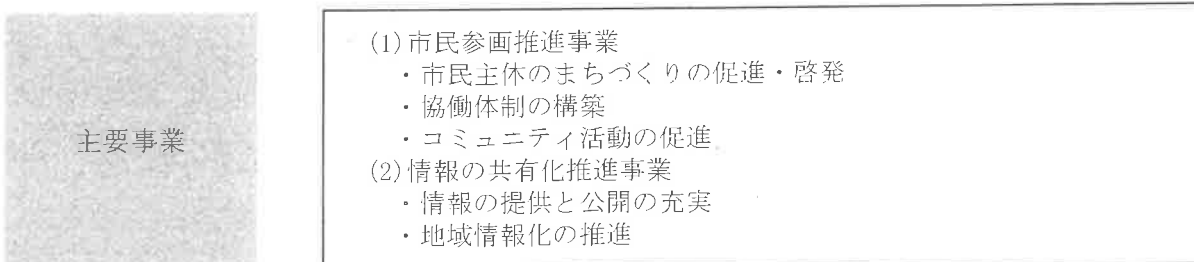 主要事業
(1)市民参画推進事業
・市民主体のまちづくりの促進・啓発
・協働体制の構築
・コミュニティ活動の促進
(2)情報の共有化推進事業
・情報の提供と公開の充実
・地域情報化の推進